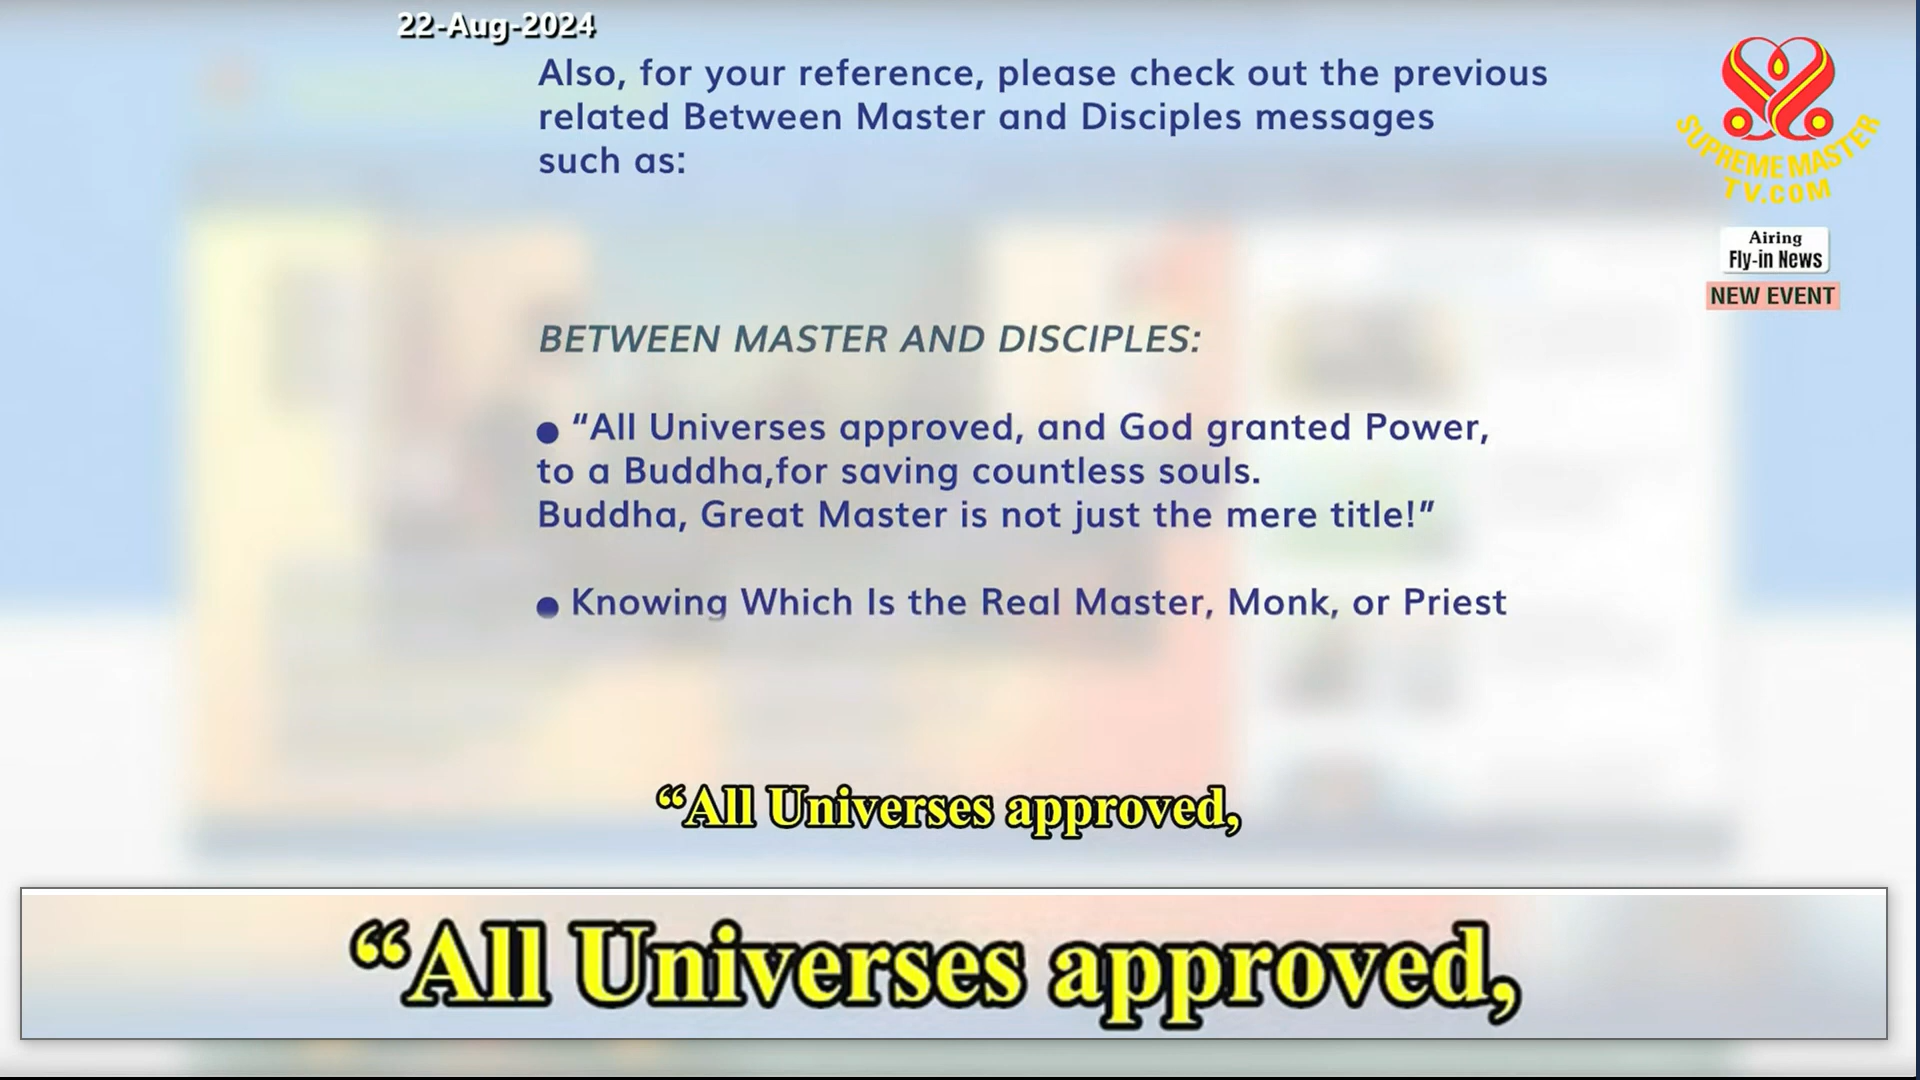 22-Aug-2024
Also, for your reference, please check out the previous
related Between Master and Disciples messages
such as:
SUPREME MASTER
TV.COM
Airing
Fly-in News
NEW EVENT
BETWEEN MASTER AND DISCIPLES:
● “All Universes approved, and God granted Power,
to a Buddha,for saving countless souls.
Buddha, Great Master is not just the mere title!”
● Knowing Which Is the Real Master, Monk, or Priest
“All Universes approved,
“All Universes approved,